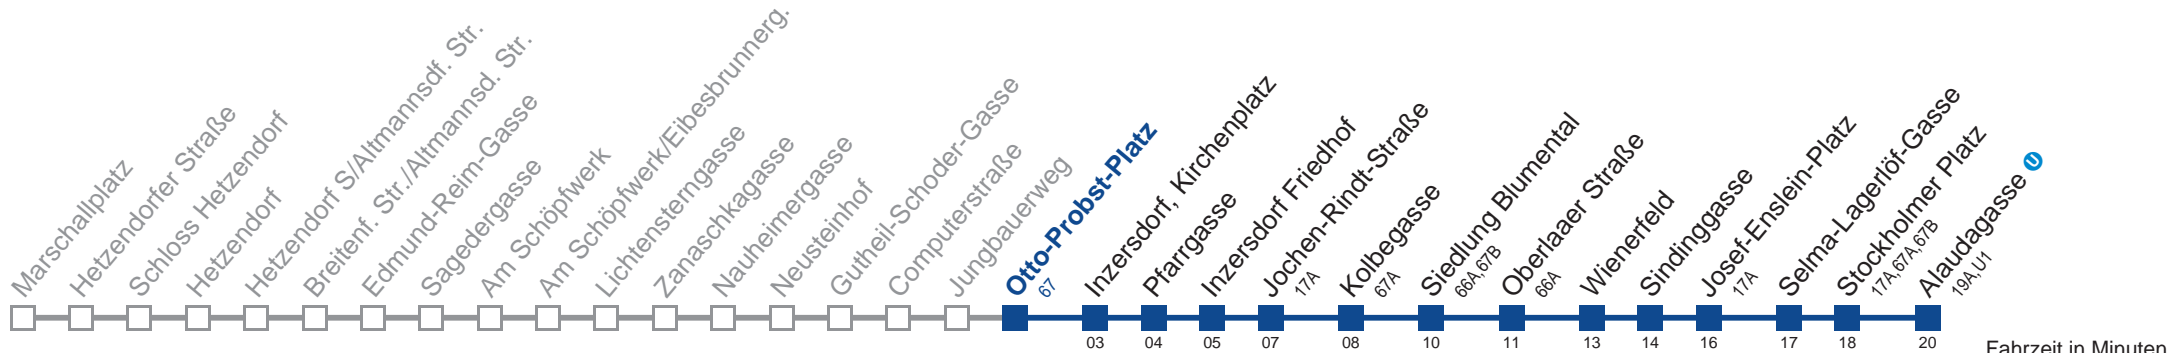 Marschallplatz
Hetzendorfer Straße
Schloss Hetzendorf
Hetzendorf
Hetzendorf S/Altmannsdf. Str.
Breitenf. Str./Altmannsd. Str.
Edmund-Reim-Gasse
Sagedergasse
Am Schöpfwerk
Am Schöpfwerk/Eibesbrunnerg.
Lichtensterngasse
Zanaschkagasse
Nauheimergasse
Neusteinhof
Gutheil-Schoder-Gasse
Computerstraße
Jungbauerweg
Otto-Probst-Platz
67
Inzersdorf, Kirchenplatz
Pfarrgasse
Inzersdorf Friedhof
Jochen-Rindt-Straße
17A
Kolbegasse
67A
Siedlung Blumental
66A,67B
Oberlaaer Straße
66A
Wienerfeld
Sindinggasse
Josef-Enslein-Platz
17A
Selma-Lagerlöf-Gasse
Stockholmer Platz
17A,67A,67B
Alaudagasse U
19A,U1
03 04 05 07 08 10 11 13 14 16 17 18 20
Fahrzeit in Minuten